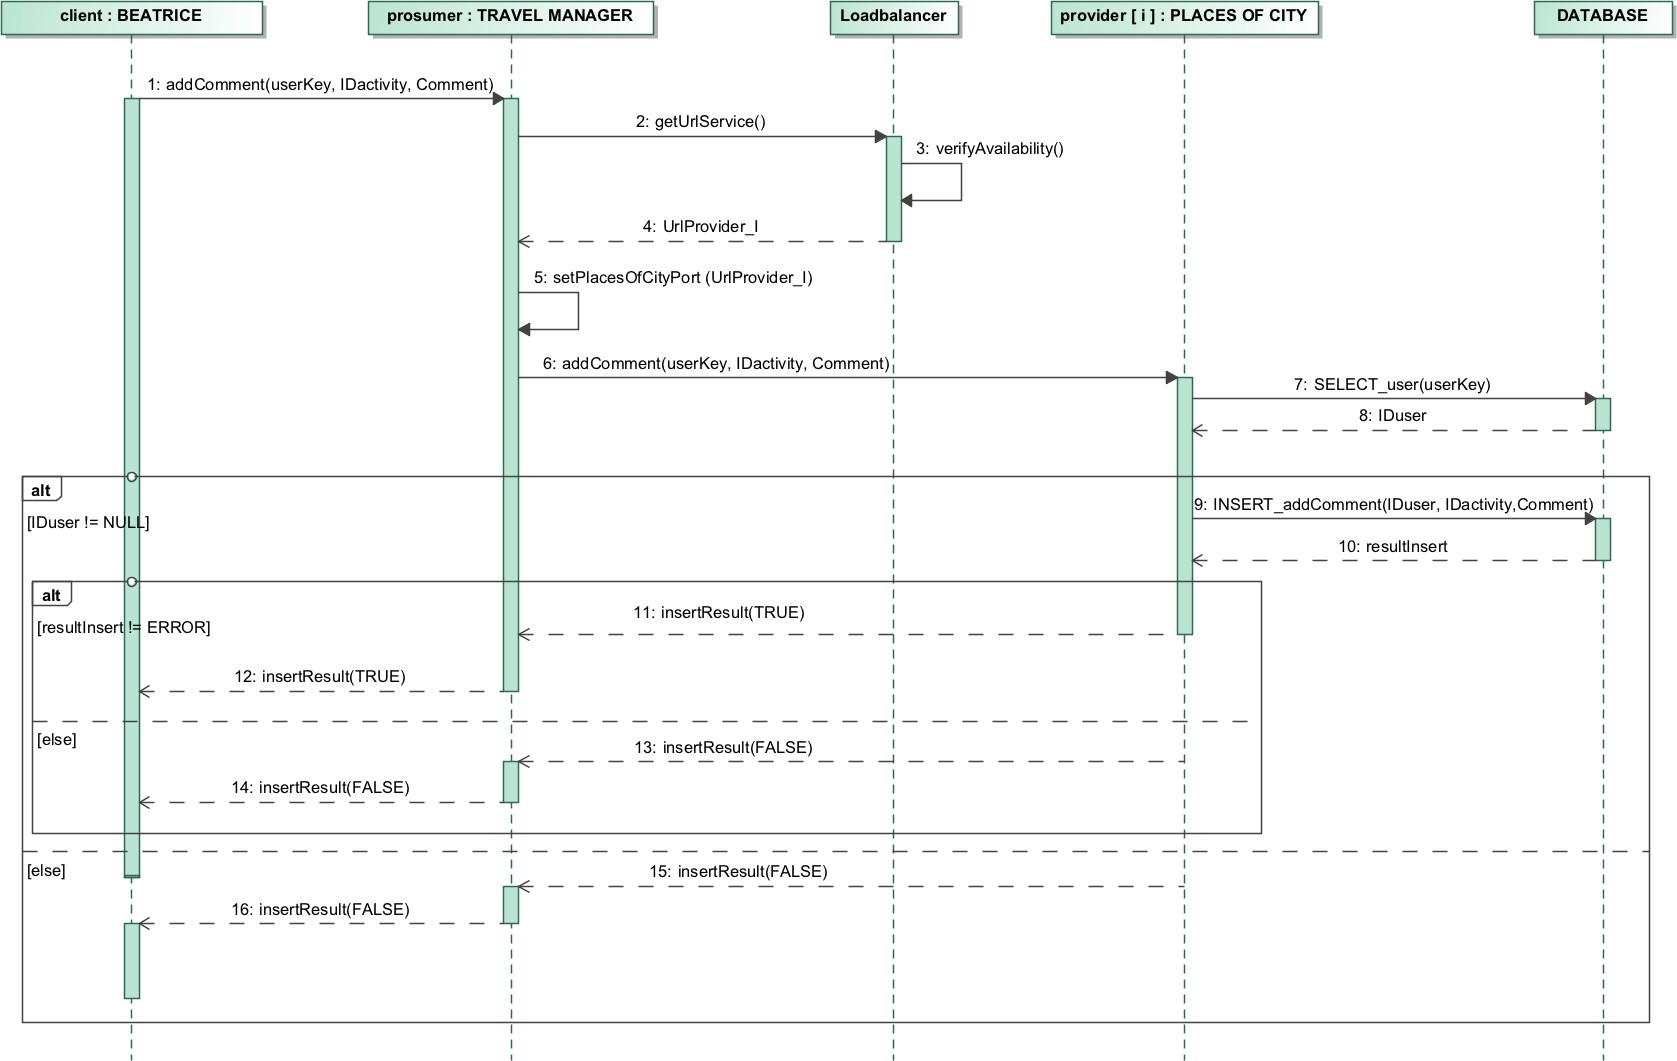 client : BEATRICE
prosumer : TRAVEL MANAGER
Loadbalancer
provider [ i ] : PLACES OF CITY
DATABASE
1: addComment(userKey, IDactivity, Comment)
2: getUrlService()
3: verifyAvailability()
4: UrlProvider_I
5: setPlacesOfCityPort (UrlProvider_I)
6: addComment(userKey, IDactivity, Comment)
7: SELECT_user(userKey)
8: IDuser
alt
[IDuser != NULL]
9: INSERT_addComment(IDuser, IDactivity,Comment)
10: resultInsert
alt
[resultInsert != ERROR]
11: insertResult(TRUE)
12: insertResult(TRUE)
[else]
13: insertResult(FALSE)
14: insertResult(FALSE)
[else]
15: insertResult(FALSE)
16: insertResult(FALSE)